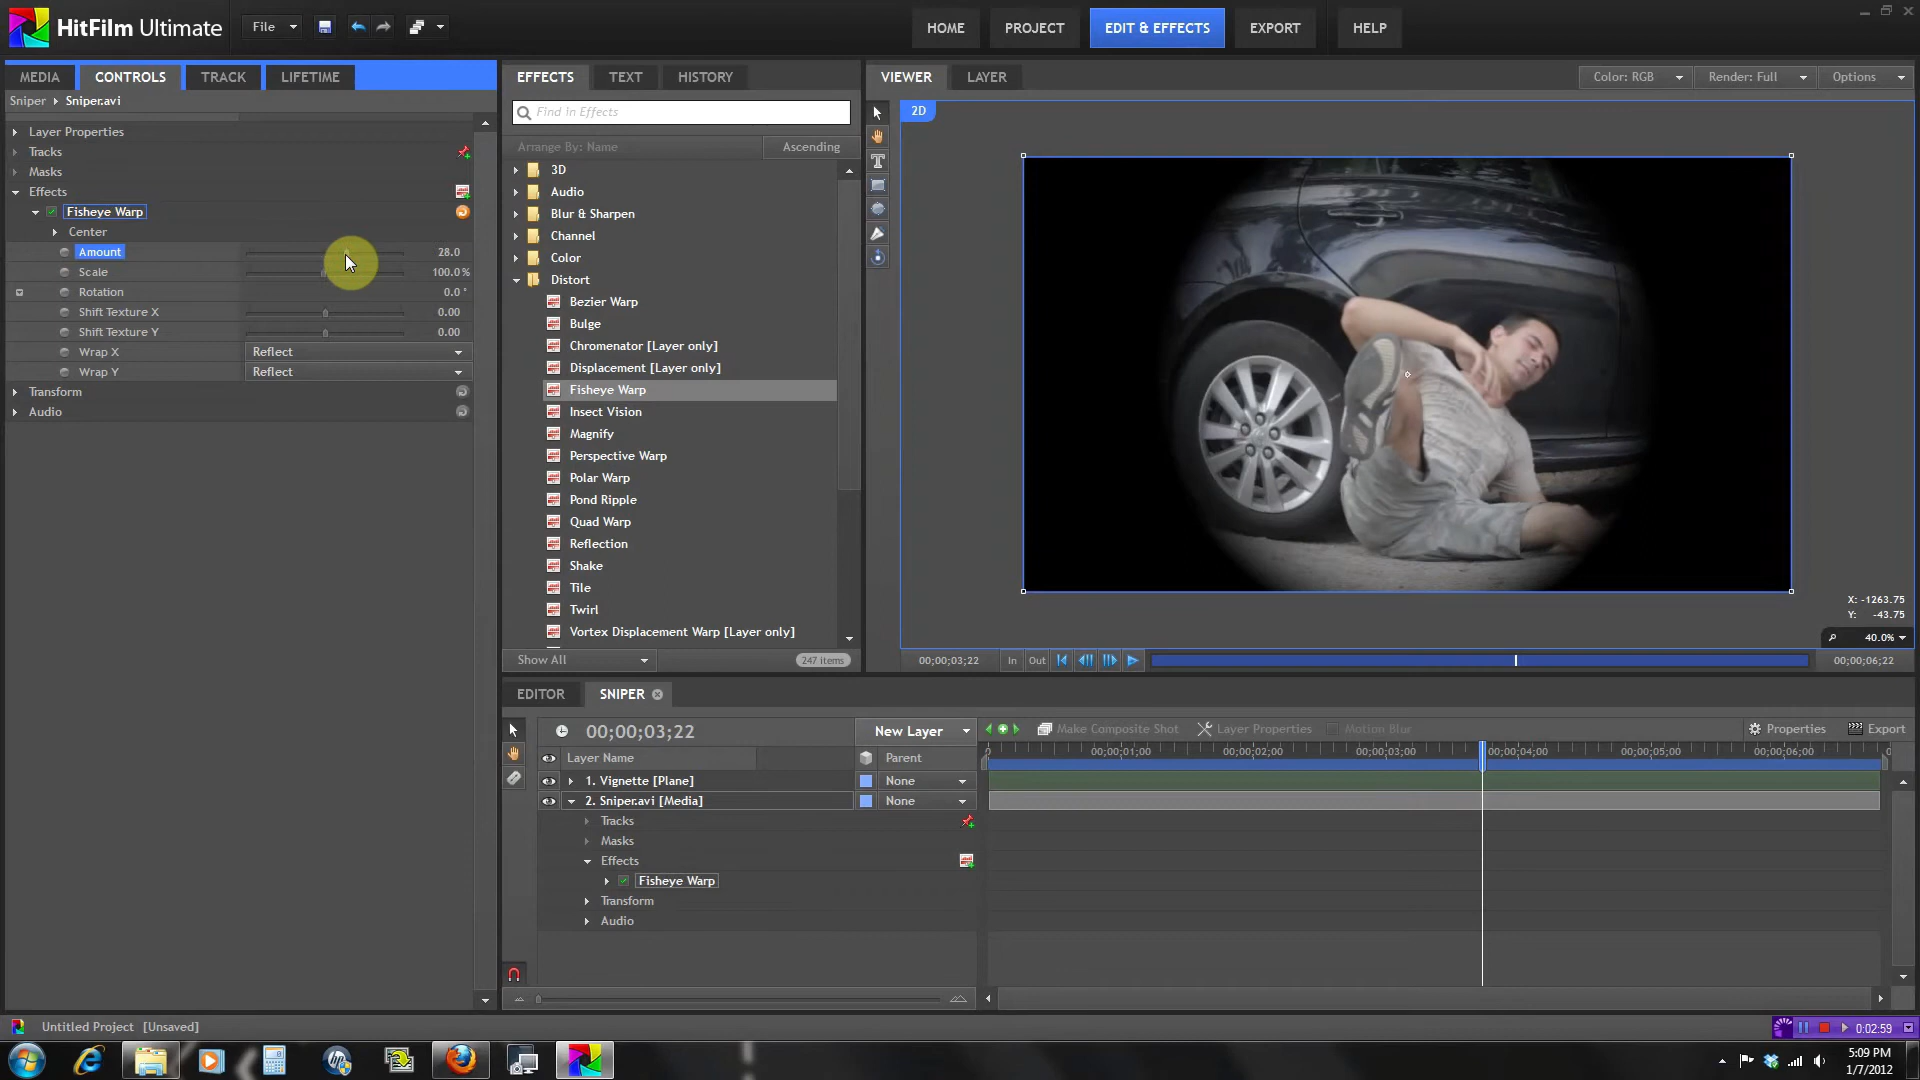 HitFilm Ultimate
File
HOME
PROJECT
EDIT & EFFECTS
EXPORT
HELP
MEDIA
CONTROLS
TRACK
LIFETIME
Sniper ▸ Sniper.avi
Layer Properties
Tracks
Masks
Effects
Fisheye Warp
Center
Amount 28.0
Scale 100.0%
Rotation 0.0 °
Shift Texture X 0.00
Shift Texture Y 0.00
Wrap X Reflect
Wrap Y Reflect
Transform
Audio
EFFECTS
TEXT
HISTORY
Find in Effects
Arrange By: Name
Ascending
3D
Audio
Blur & Sharpen
Channel
Color
Distort
Bezier Warp
Bulge
Chromenator [Layer only]
Displacement [Layer only]
Fisheye Warp
Insect Vision
Magnify
Perspective Warp
Polar Warp
Pond Ripple
Quad Warp
Reflection
Shake
Tile
Twirl
Vortex Displacement Warp [Layer only]
Show All
247 items
VIEWER
LAYER
Color: RGB
Render: Full
Options
2D
X: -1263.75
Y: -43.75
40.0%
00;00;03;22
In
Out
00;00;06;22
EDITOR
SNIPER
00;00;03;22
New Layer
Make Composite Shot
Layer Properties
Motion Blur
Properties
Export
Layer Name
Parent
0
00;00;01;00
00;00;02;00
00;00;03;00
00;00;04;00
00;00;05;00
00;00;06;00
1. Vignette [Plane] None
2. Sniper.avi [Media] None
Tracks
Masks
Effects
Fisheye Warp
Transform
Audio
Untitled Project [Unsaved]
0:02:59
5:09 PM
1/7/2012